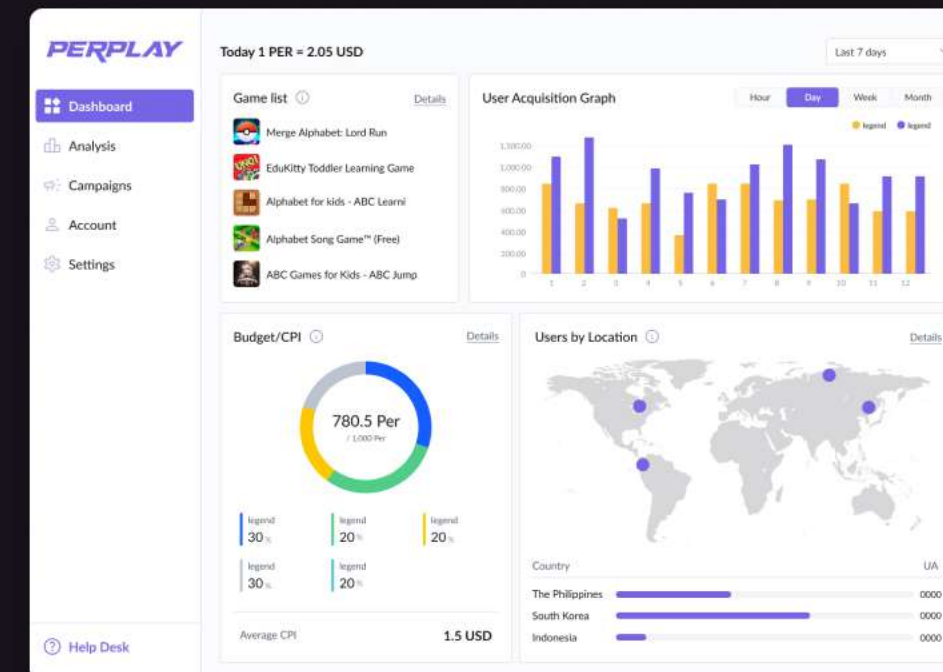 PERPLAY
Dashboard
Analysis
Campaigns
Account
Settings
Help Desk
Today 1 PER = 2.05 USD
Last 7 days
Game list
Details
Merge Alphabet: Lord Run
EduKitty Toddler Learning Game
Alphabet for kids - ABC Learni
Alphabet Song Game™ (Free)
ABC Games for Kids - ABC Jump
User Acquisition Graph
Hour Day Week Month
legend legend
1,000.00
800.00
600.00
400.00
200.00
0
1 2 3 4 5 6 7 8 9 10 11 12
Budget/CPI
Details
780.5 Per
/ 1,000 Per
legend legend legend
30 % 20 % 20 %
legend legend
30 % 20 %
Average CPI 1.5 USD
Users by Location
Details
Country UA
The Philippines 0000
South Korea 0000
Indonesia 0000